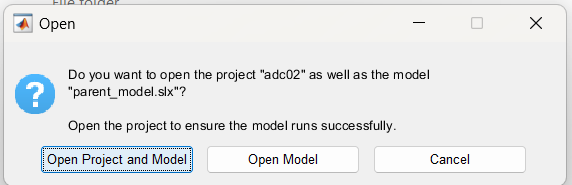 File folder
Open
Do you want to open the project "adc02" as well as the model
"parent_model.slx"?
Open the project to ensure the model runs successfully.
Open Project and Model
Open Model
Cancel